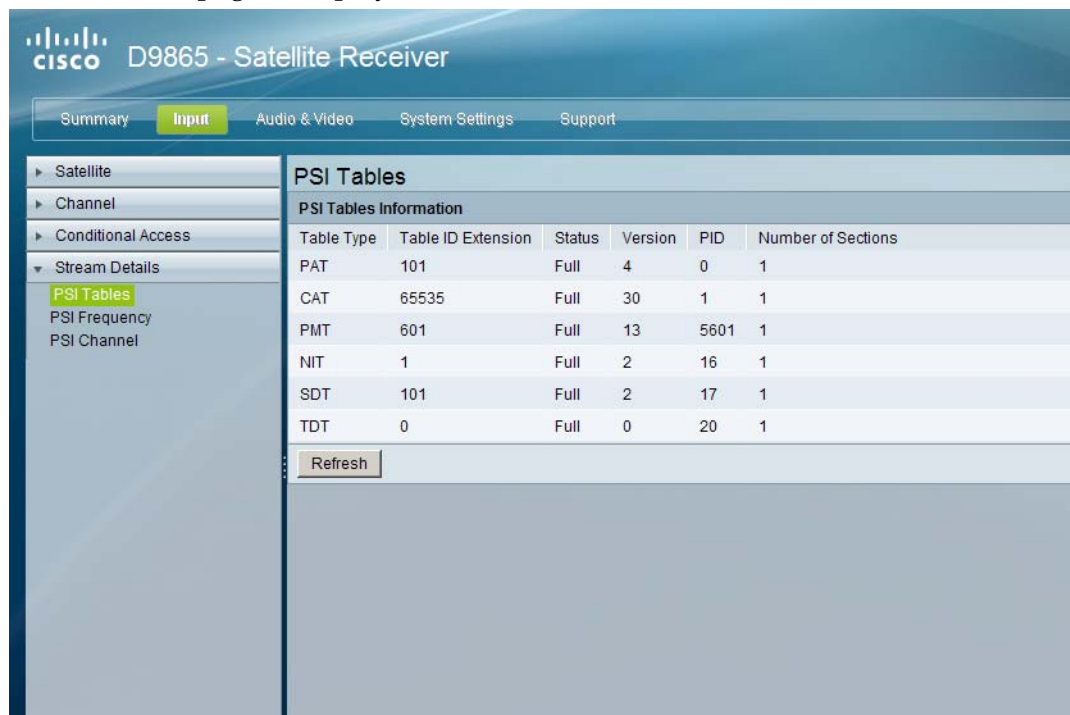 CISCO D9865 - Satellite Receiver
Summary Input Audio & Video System Settings Support
Satellite
Channel
Conditional Access
Stream Details
PSI Tables
PSI Frequency
PSI Channel
PSI Tables
PSI Tables Information
Table Type Table ID Extension Status Version PID Number of Sections
PAT 101 Full 4 0 1
CAT 65535 Full 30 1 1
PMT 601 Full 13 5601 1
NIT 1 Full 2 16 1
SDT 101 Full 2 17 1
TDT 0 Full 0 20 1
Refresh